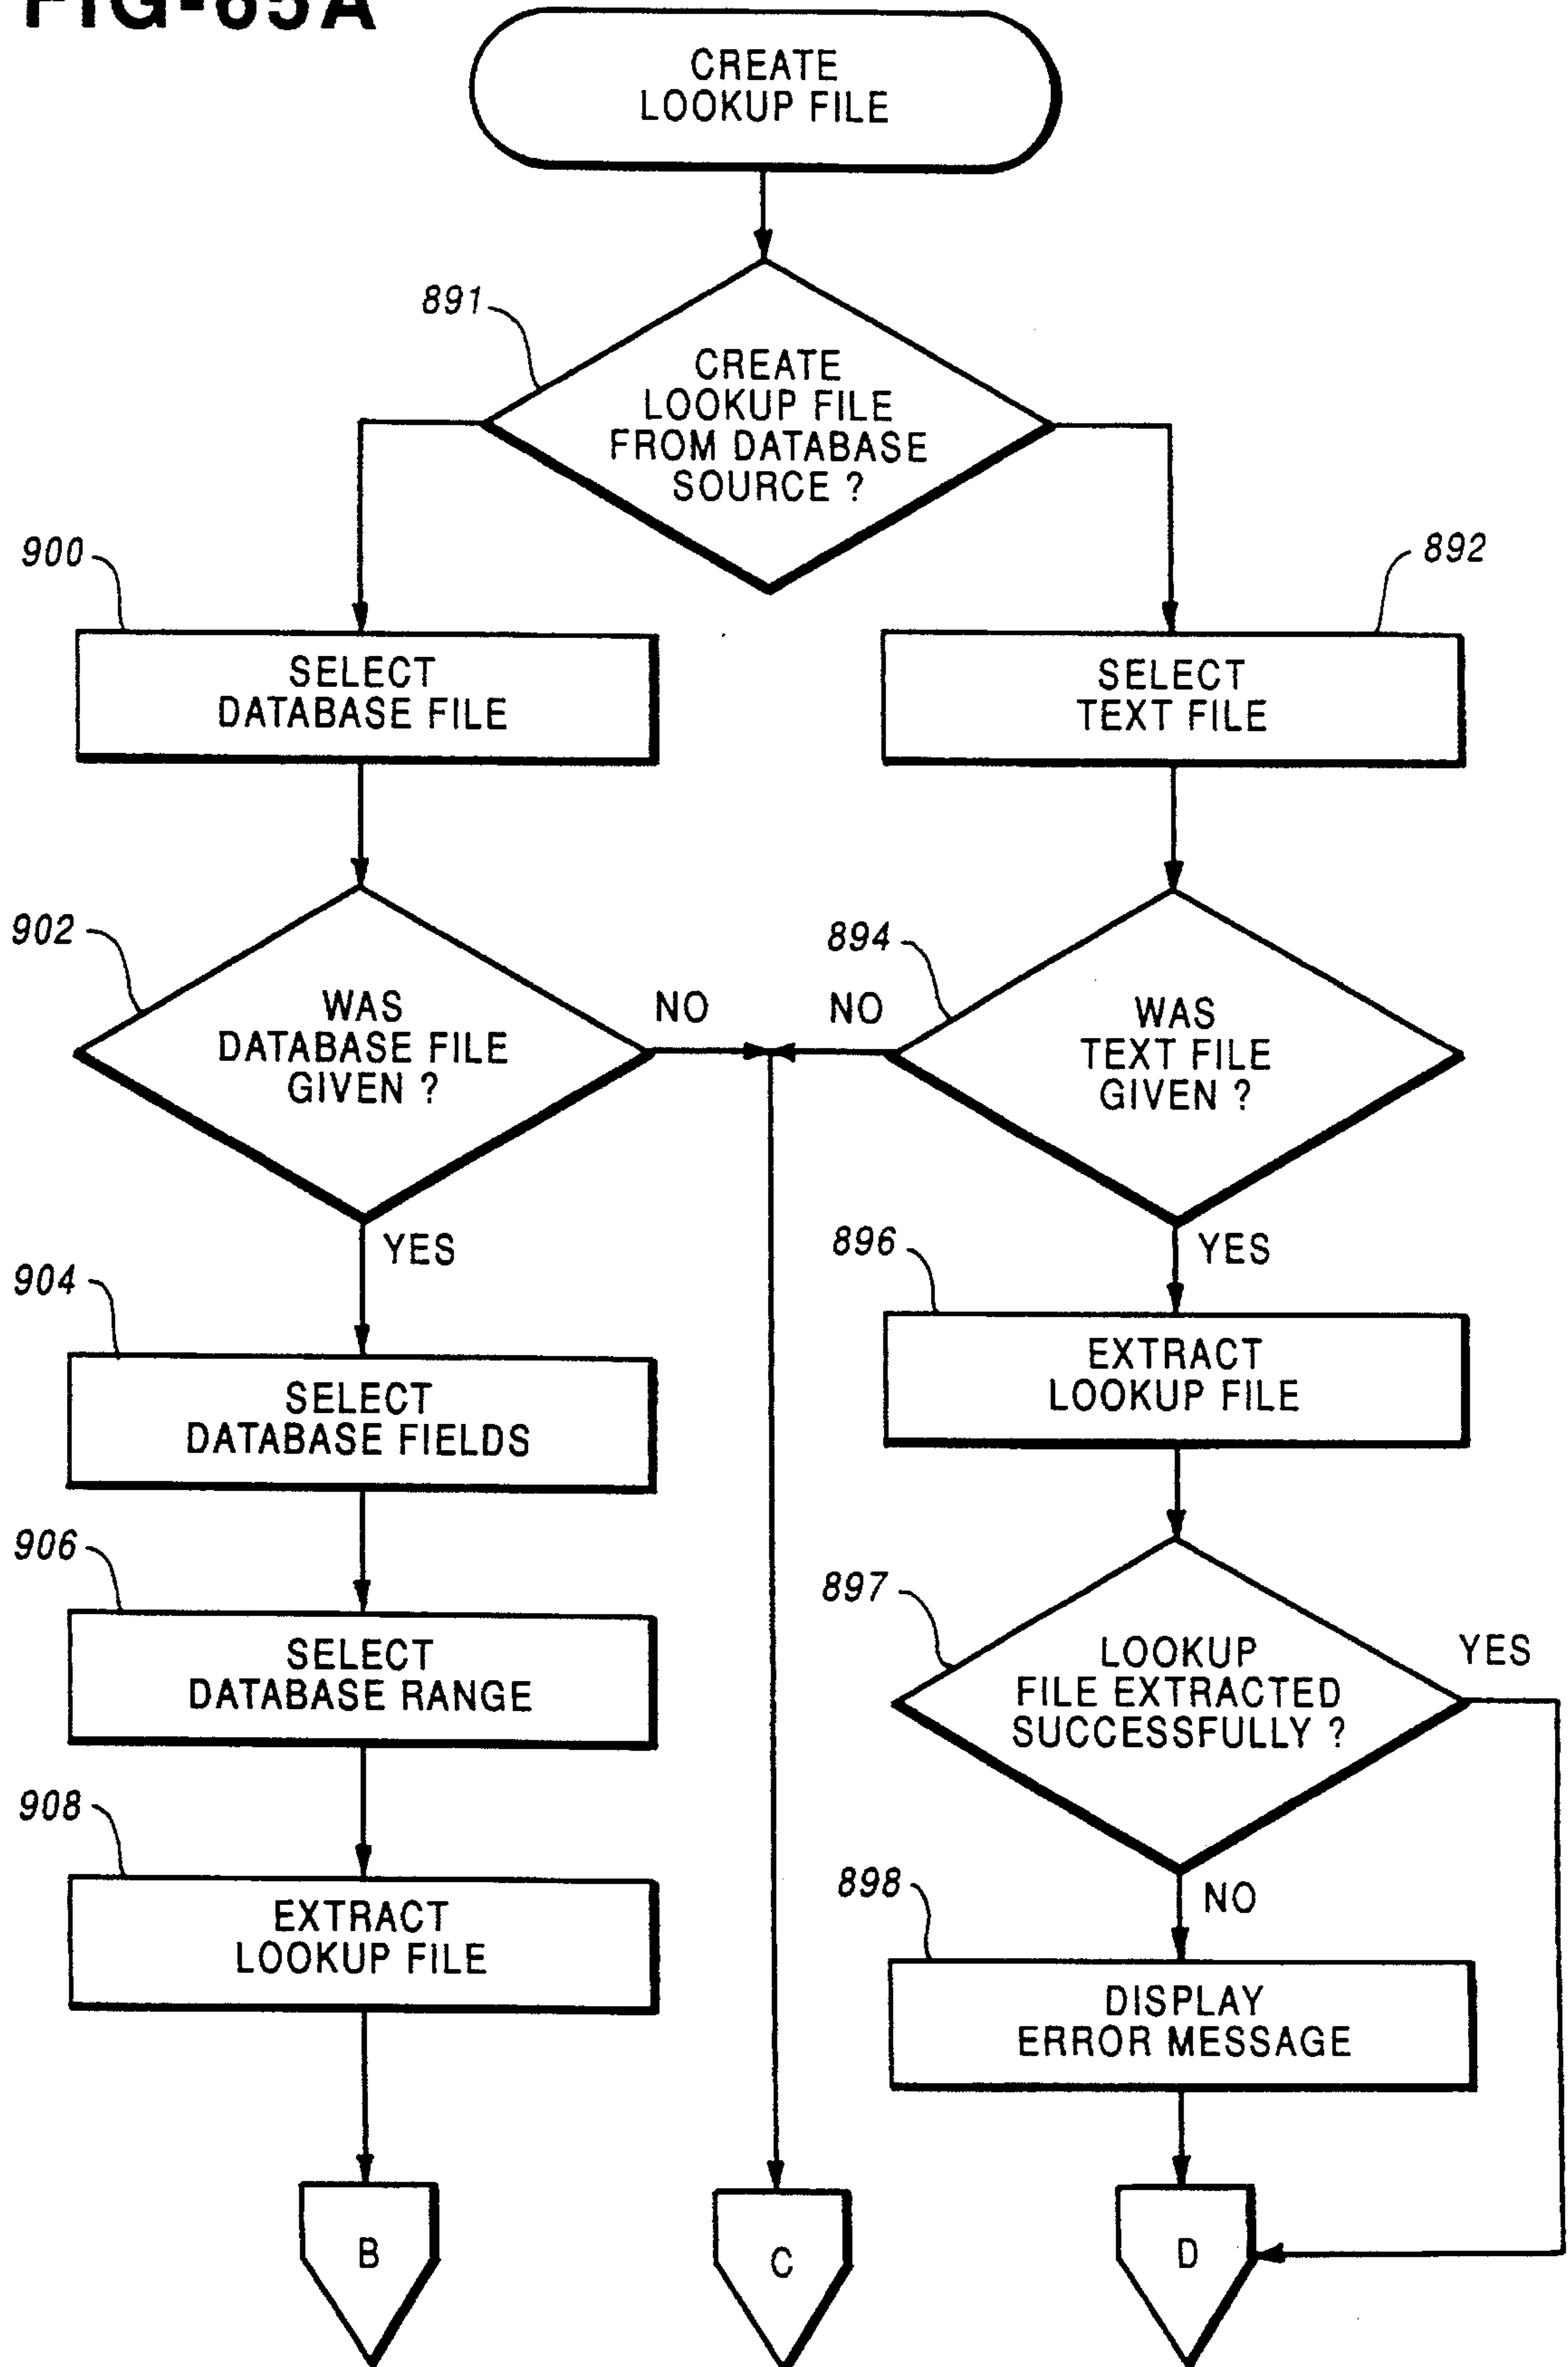 FIG-65A
CREATE
LOOKUP FILE
891
CREATE
LOOKUP FILE
FROM DATABASE
SOURCE ?
900
SELECT
DATABASE FILE
892
SELECT
TEXT FILE
902
WAS
DATABASE FILE
GIVEN ?
NO
NO
894
WAS
TEXT FILE
GIVEN ?
YES
YES
904
SELECT
DATABASE FIELDS
896
EXTRACT
LOOKUP FILE
906
SELECT
DATABASE RANGE
897
LOOKUP
FILE EXTRACTED
SUCCESSFULLY ?
YES
NO
908
EXTRACT
LOOKUP FILE
898
DISPLAY
ERROR MESSAGE
B
C
D